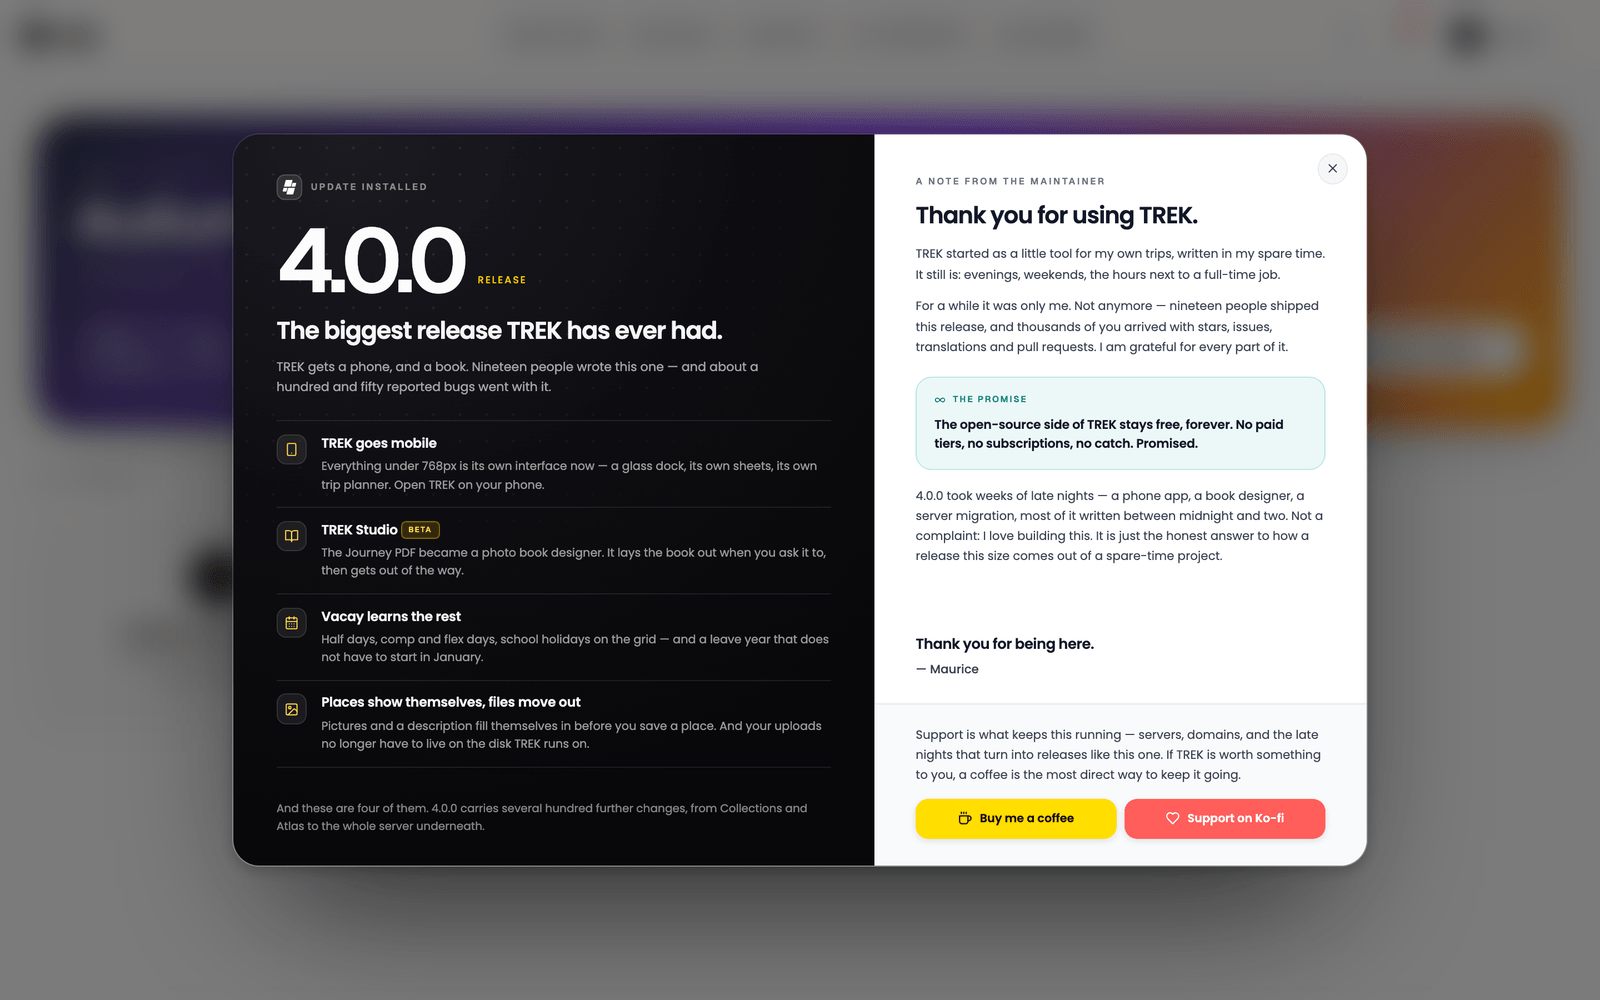 UPDATE INSTALLED
4.0.0 RELEASE
The biggest release TREK has ever had.
TREK gets a phone, and a book. Nineteen people wrote this one — and about a
hundred and fifty reported bugs went with it.
TREK goes mobile
Everything under 768px is its own interface now — a glass dock, its own sheets, its own
trip planner. Open TREK on your phone.
TREK Studio BETA
The Journey PDF became a photo book designer. It lays the book out when you ask it to,
then gets out of the way.
Vacay learns the rest
Half days, comp and flex days, school holidays on the grid — and a leave year that does
not have to start in January.
Places show themselves, files move out
Pictures and a description fill themselves in before you save a place. And your uploads
no longer have to live on the disk TREK runs on.
And these are four of them. 4.0.0 carries several hundred further changes, from Collections and
Atlas to the whole server underneath.
A NOTE FROM THE MAINTAINER
Thank you for using TREK.
TREK started as a little tool for my own trips, written in my spare time.
It still is: evenings, weekends, the hours next to a full-time job.
For a while it was only me. Not anymore — nineteen people shipped
this release, and thousands of you arrived with stars, issues,
translations and pull requests. I am grateful for every part of it.
THE PROMISE
The open-source side of TREK stays free, forever. No paid
tiers, no subscriptions, no catch. Promised.
4.0.0 took weeks of late nights — a phone app, a book designer, a
server migration, most of it written between midnight and two. Not a
complaint: I love building this. It is just the honest answer to how a
release this size comes out of a spare-time project.
Thank you for being here.
— Maurice
Support is what keeps this running — servers, domains, and the late
nights that turn into releases like this one. If TREK is worth something
to you, a coffee is the most direct way to keep it going.
Buy me a coffee
Support on Ko-fi